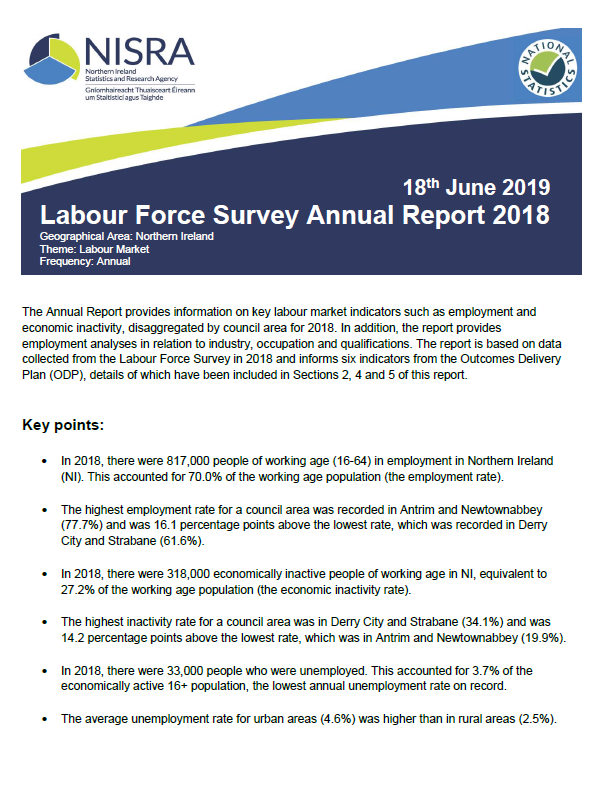 NISRA
Northern Ireland
Statistics and Research Agency
Gníomhaireacht Thuaisceart Éireann
um Staitisticí agus Taighde
NATIONAL STATISTICS
18th June 2019
Labour Force Survey Annual Report 2018
Geographical Area: Northern Ireland
Theme: Labour Market
Frequency: Annual
The Annual Report provides information on key labour market indicators such as employment and
economic inactivity, disaggregated by council area for 2018. In addition, the report provides
employment analyses in relation to industry, occupation and qualifications. The report is based on data
collected from the Labour Force Survey in 2018 and informs six indicators from the Outcomes Delivery
Plan (ODP), details of which have been included in Sections 2, 4 and 5 of this report.
Key points:
• In 2018, there were 817,000 people of working age (16-64) in employment in Northern Ireland
(NI). This accounted for 70.0% of the working age population (the employment rate).
• The highest employment rate for a council area was recorded in Antrim and Newtownabbey
(77.7%) and was 16.1 percentage points above the lowest rate, which was recorded in Derry
City and Strabane (61.6%).
• In 2018, there were 318,000 economically inactive people of working age in NI, equivalent to
27.2% of the working age population (the economic inactivity rate).
• The highest inactivity rate for a council area was in Derry City and Strabane (34.1%) and was
14.2 percentage points above the lowest rate, which was in Antrim and Newtownabbey (19.9%).
• In 2018, there were 33,000 people who were unemployed. This accounted for 3.7% of the
economically active 16+ population, the lowest annual unemployment rate on record.
• The average unemployment rate for urban areas (4.6%) was higher than in rural areas (2.5%).